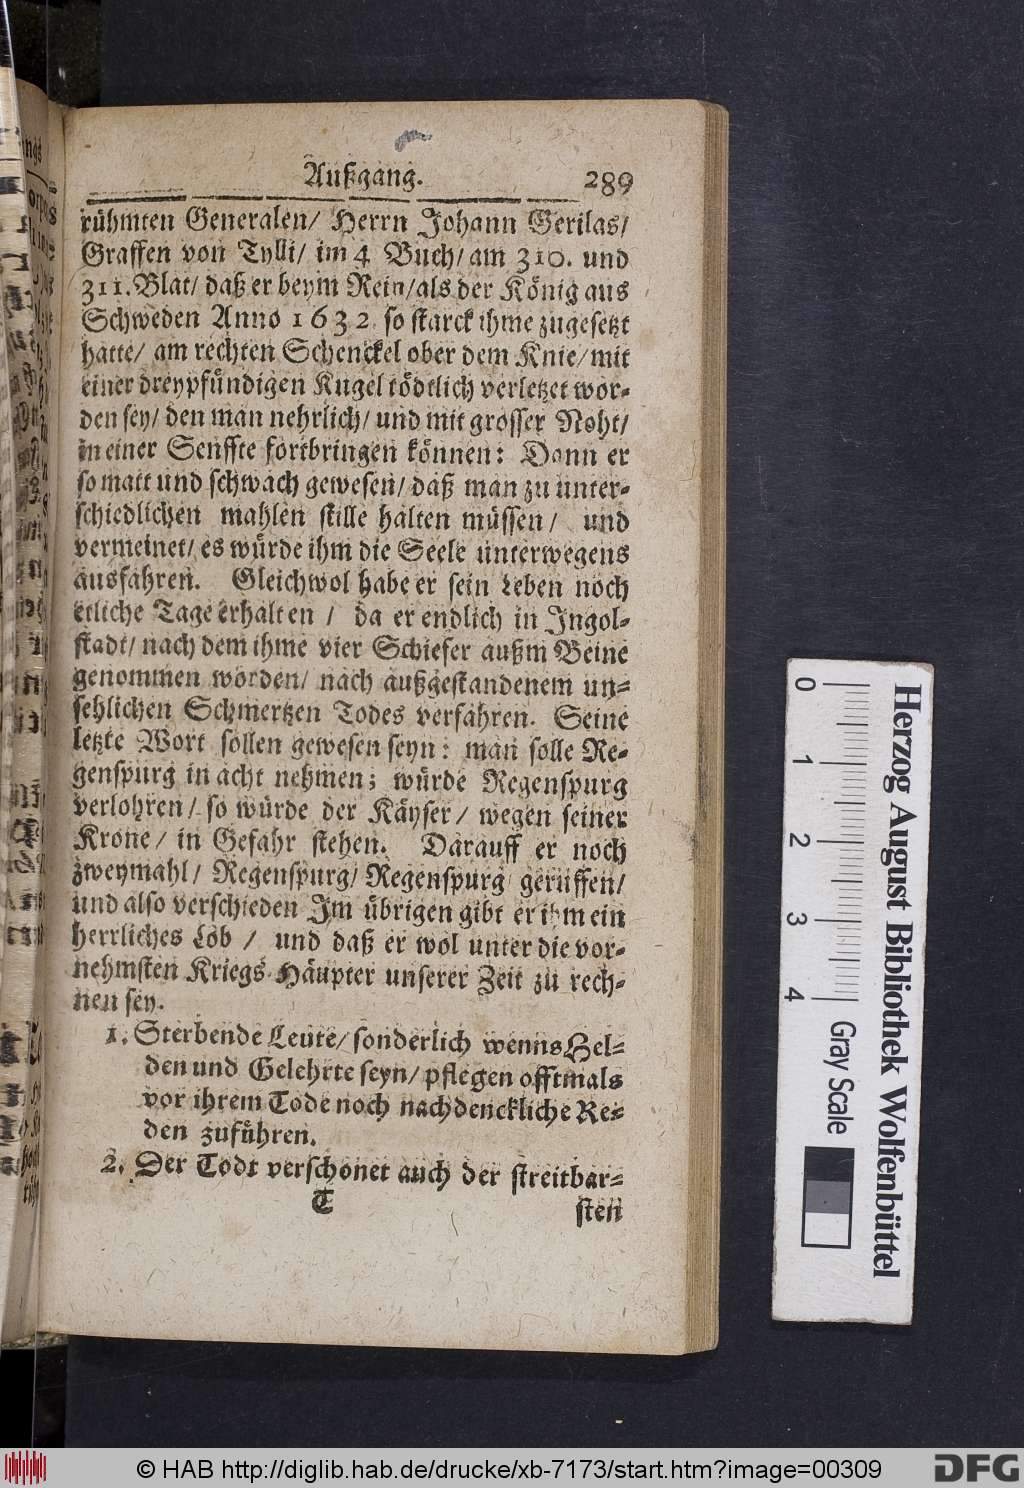 Außgang. 289
rühmten Generalen/ Herrn Johann Gerilas/
Graffen von Tylli/ im 4 Buch/ am 310. und
311. Blat/ daß er beym Rein/ als der König aus
Schweden Anno 1632. so starck ihme zugesetzt
hatte/ am rechten Schenckel ober dem Knie/ mit
einer dreypfündigen Kugel tödtlich verletzet wor-
den sey/ den man nehrlich/ und mit grosser Noht/
in einer Senffte fortbringen können: Dann er
so matt und schwach gewesen/ daß man zu unter-
schiedlichen mahlen stille halten müssen/ und
vermeinet/ es würde ihm die Seele unterwegens
ausfahren. Gleichwol habe er sein Leben noch
etliche Tage erhalten/ da er endlich in Ingol-
stadt/ nach dem ihme vier Schiefer außm Beine
genommen worden/ nach außgestandenem un-
sehlichen Schmertzen Todes verfahren. Seine
letzte Wort sollen gewesen seyn: man solle Re-
genspurg in acht nehmen; würde Regenspurg
verlohren/ so würde der Käyser/ wegen seiner
Krone/ in Gefahr stehen. Darauff er noch
zweymahl/ Regenspurg/ Regenspurg geruffen/
und also verschieden Im übrigen gibt er ihm ein
herrliches Lob/ und daß er wol unter die vor-
nehmsten Kriegs-Häupter unserer Zeit zu rech-
nen sey.
1. Sterbende Leute/ sonderlich wenns Hel-
den und Gelehrte seyn/ pflegen offtmals
vor ihrem Tode noch nachdenckliche Re-
den zuführen.
2. Der Todt verschonet auch der streitbar-
T sten
Herzog August Bibliothek Wolfenbüttel
0 1 2 3 4 Gray Scale
© HAB http://diglib.hab.de/drucke/xb-7173/start.htm?image=00309
DFG